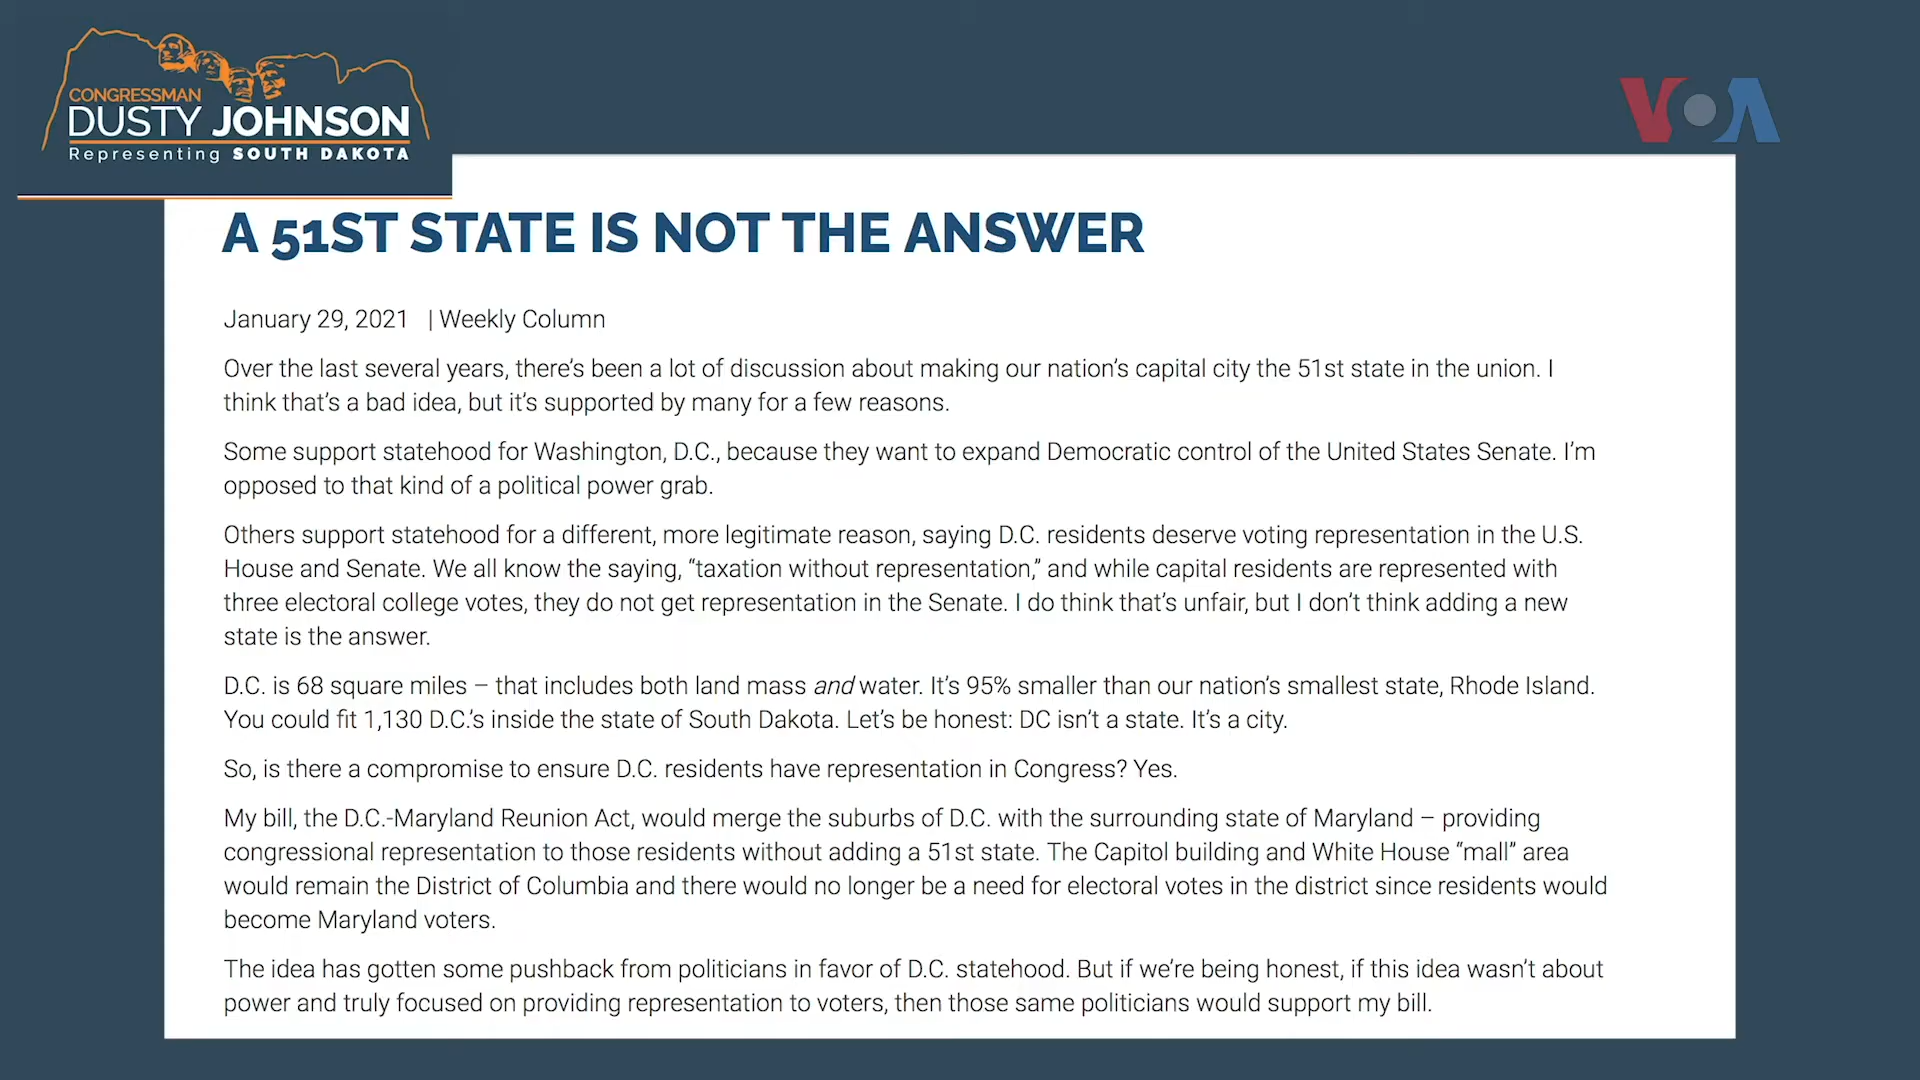 CONGRESSMAN
DUSTY JOHNSON
Representing SOUTH DAKOTA
VOA
A 51ST STATE IS NOT THE ANSWER
January 29, 2021 | Weekly Column
Over the last several years, there’s been a lot of discussion about making our nation’s capital city the 51st state in the union. I
think that’s a bad idea, but it’s supported by many for a few reasons.
Some support statehood for Washington, D.C., because they want to expand Democratic control of the United States Senate. I’m
opposed to that kind of a political power grab.
Others support statehood for a different, more legitimate reason, saying D.C. residents deserve voting representation in the U.S.
House and Senate. We all know the saying, “taxation without representation,” and while capital residents are represented with
three electoral college votes, they do not get representation in the Senate. I do think that’s unfair, but I don’t think adding a new
state is the answer.
D.C. is 68 square miles – that includes both land mass and water. It’s 95% smaller than our nation’s smallest state, Rhode Island.
You could fit 1,130 D.C.’s inside the state of South Dakota. Let’s be honest: DC isn’t a state. It’s a city.
So, is there a compromise to ensure D.C. residents have representation in Congress? Yes.
My bill, the D.C.-Maryland Reunion Act, would merge the suburbs of D.C. with the surrounding state of Maryland – providing
congressional representation to those residents without adding a 51st state. The Capitol building and White House “mall” area
would remain the District of Columbia and there would no longer be a need for electoral votes in the district since residents would
become Maryland voters.
The idea has gotten some pushback from politicians in favor of D.C. statehood. But if we’re being honest, if this idea wasn’t about
power and truly focused on providing representation to voters, then those same politicians would support my bill.